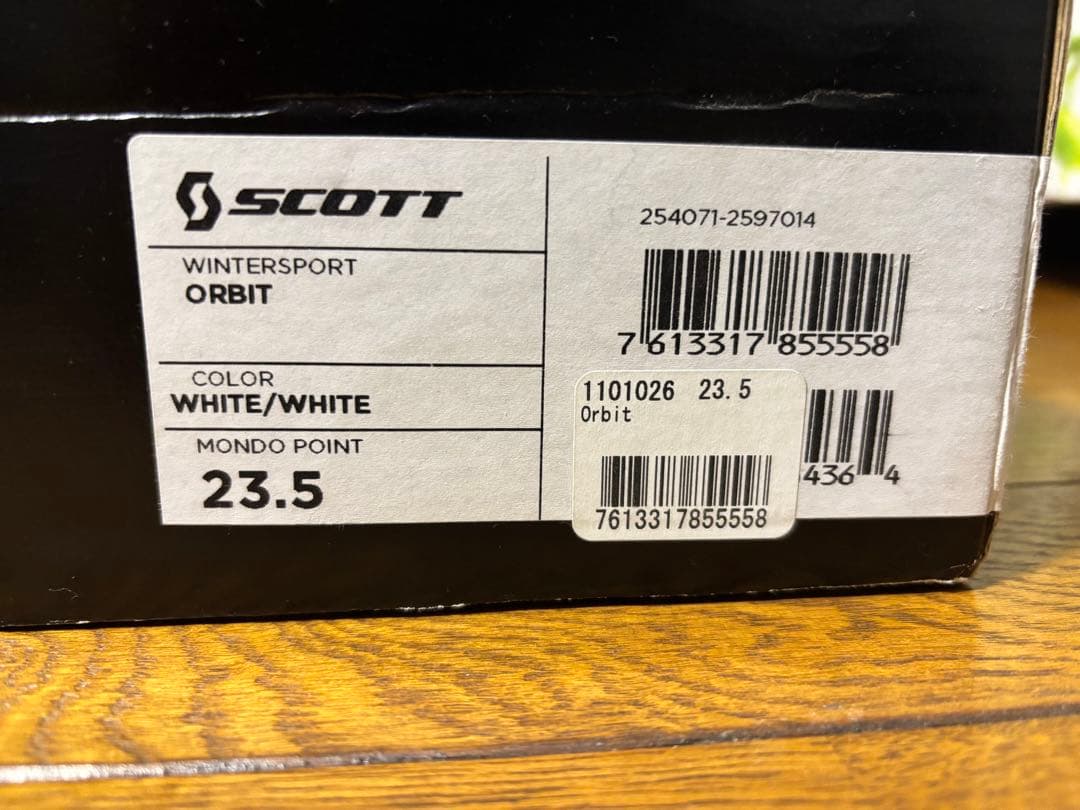 SCOTT
WINTERSPORT
ORBIT
COLOR
WHITE/WHITE
MONDO POINT
23.5
254071-2597014
7 613317 855558
1101026 23.5
Orbit
7613317855558
436 4